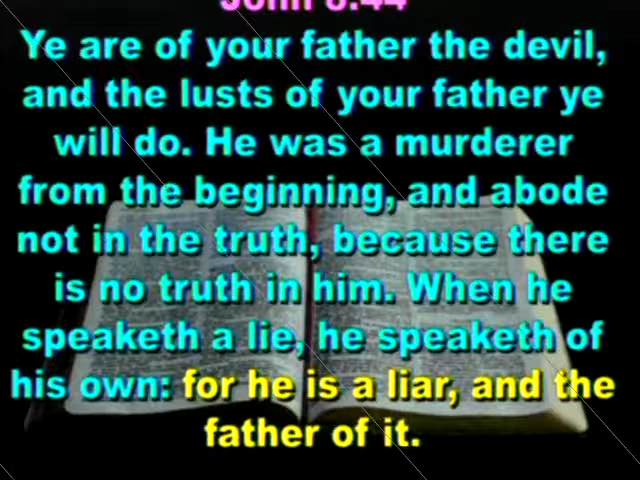 John 8:44
Ye are of your father the devil,
and the lusts of your father ye
will do. He was a murderer
from the beginning, and abode
not in the truth, because there
is no truth in him. When he
speaketh a lie, he speaketh of
his own: for he is a liar, and the
father of it.